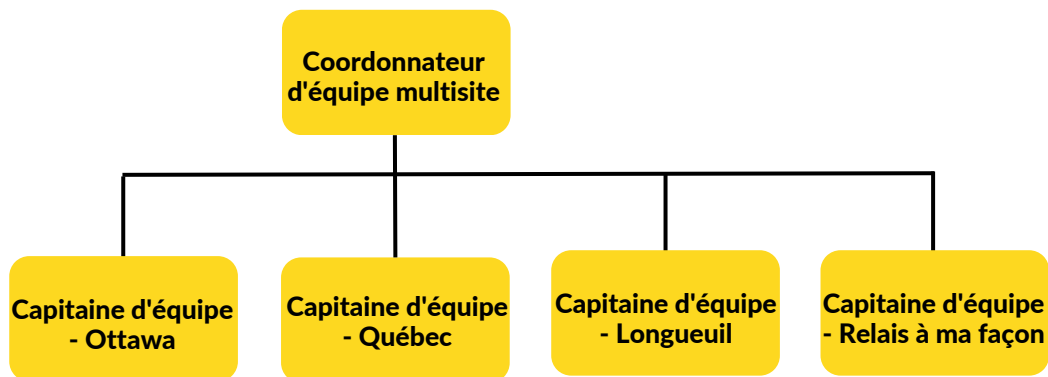 Coordonnateur
d'équipe multisite
Capitaine d'équipe
- Ottawa
Capitaine d'équipe
- Québec
Capitaine d'équipe
- Longueuil
Capitaine d'équipe
- Relais à ma façon